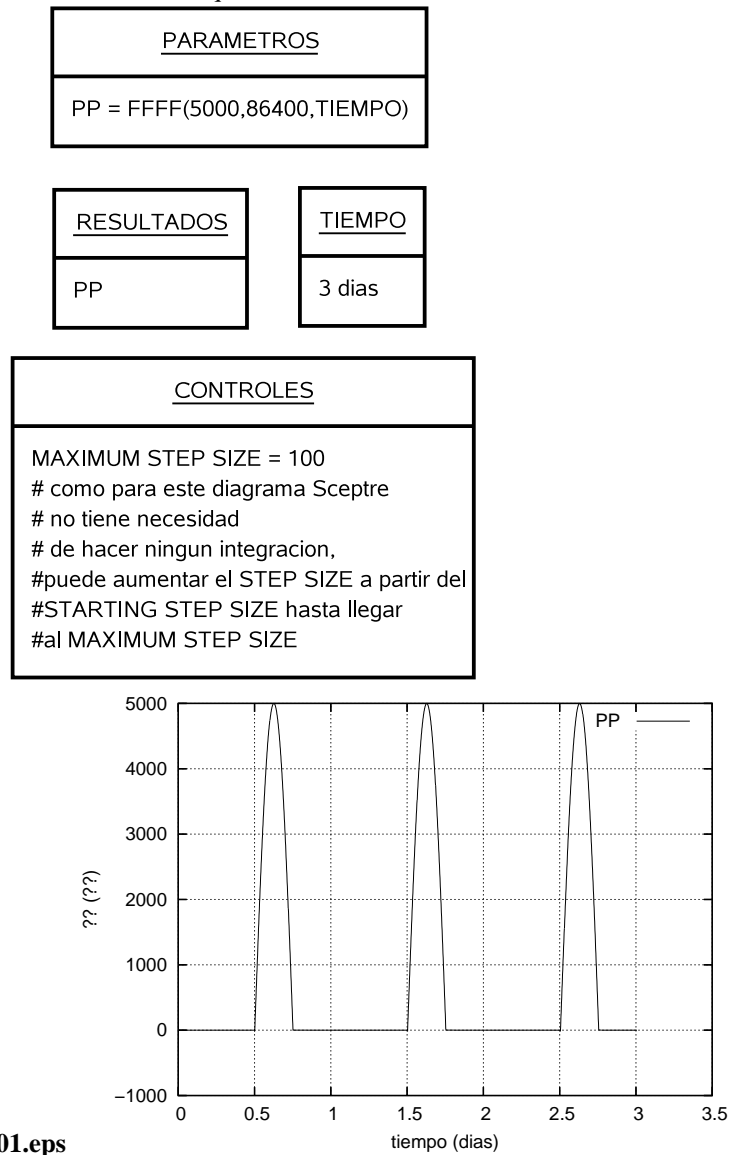 PARAMETROS
PP = FFFF(5000,86400,TIEMPO)
RESULTADOS
PP
TIEMPO
3 dias
CONTROLES
MAXIMUM STEP SIZE = 100
# como para este diagrama Sceptre
# no tiene necesidad
# de hacer ningun integracion,
#puede aumentar el STEP SIZE a partir del
#STARTING STEP SIZE hasta llegar
#al MAXIMUM STEP SIZE
5000
4000
3000
2000
1000
0
−1000
?? (??)
PP
0 0.5 1 1.5 2 2.5 3 3.5
tiempo (dias)
01.eps